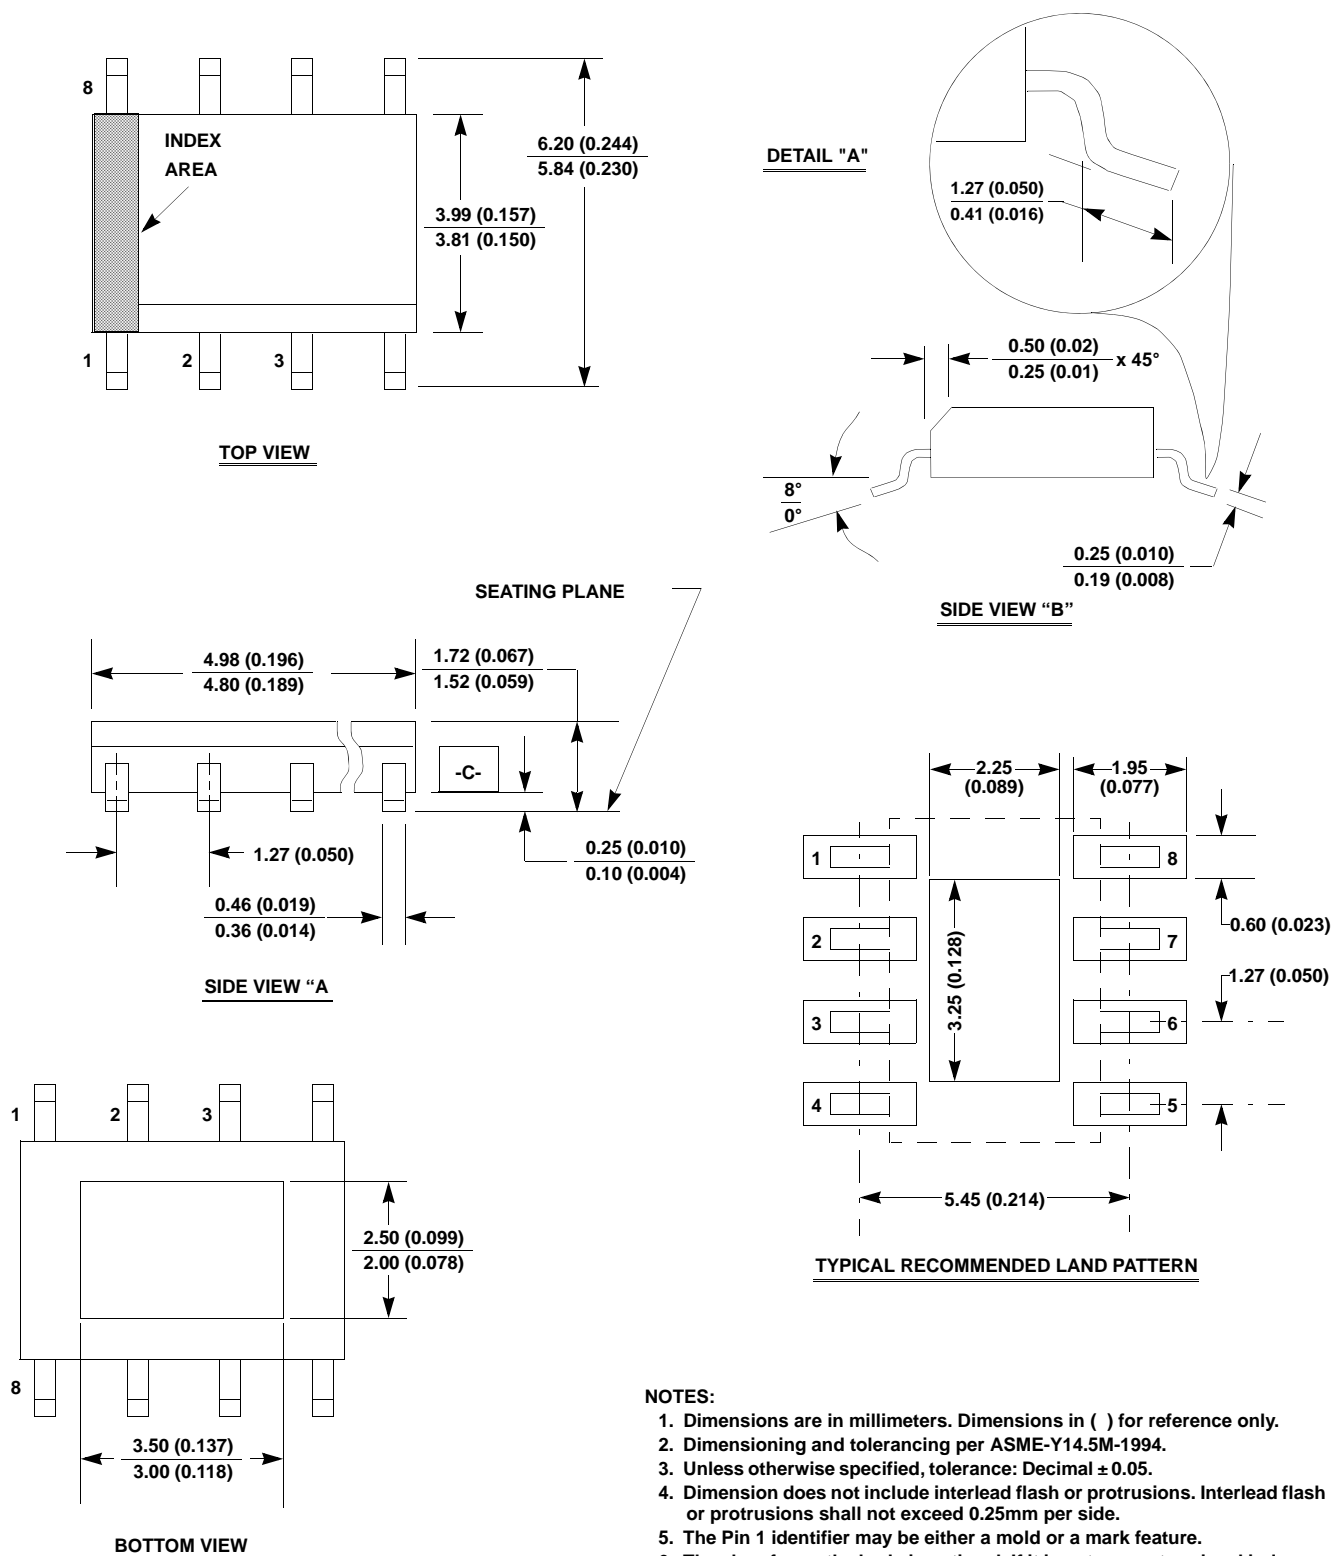 8
INDEX
AREA
6.20 (0.244)
5.84 (0.230)
3.99 (0.157)
3.81 (0.150)
1
2
3
TOP VIEW
DETAIL "A"
1.27 (0.050)
0.41 (0.016)
0.50 (0.02)
0.25 (0.01)
x 45°
8°
0°
0.25 (0.010)
0.19 (0.008)
SIDE VIEW “B”
SEATING PLANE
4.98 (0.196)
4.80 (0.189)
1.72 (0.067)
1.52 (0.059)
-C-
1.27 (0.050)
0.25 (0.010)
0.10 (0.004)
0.46 (0.019)
0.36 (0.014)
SIDE VIEW “A
2.25
(0.089)
1.95
(0.077)
1
8
2
7
3
6
4
5
3.25 (0.128)
0.60 (0.023)
1.27 (0.050)
5.45 (0.214)
TYPICAL RECOMMENDED LAND PATTERN
1
2
3
8
2.50 (0.099)
2.00 (0.078)
3.50 (0.137)
3.00 (0.118)
BOTTOM VIEW
NOTES:
1. Dimensions are in millimeters. Dimensions in ( ) for reference only.
2. Dimensioning and tolerancing per ASME-Y14.5M-1994.
3. Unless otherwise specified, tolerance: Decimal ± 0.05.
4. Dimension does not include interlead flash or protrusions. Interlead flash
or protrusions shall not exceed 0.25mm per side.
5. The Pin 1 identifier may be either a mold or a mark feature.